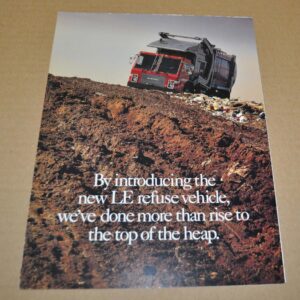 By introducing the
new LE refuse vehicle,
we've done more than rise to
the top of the heap.